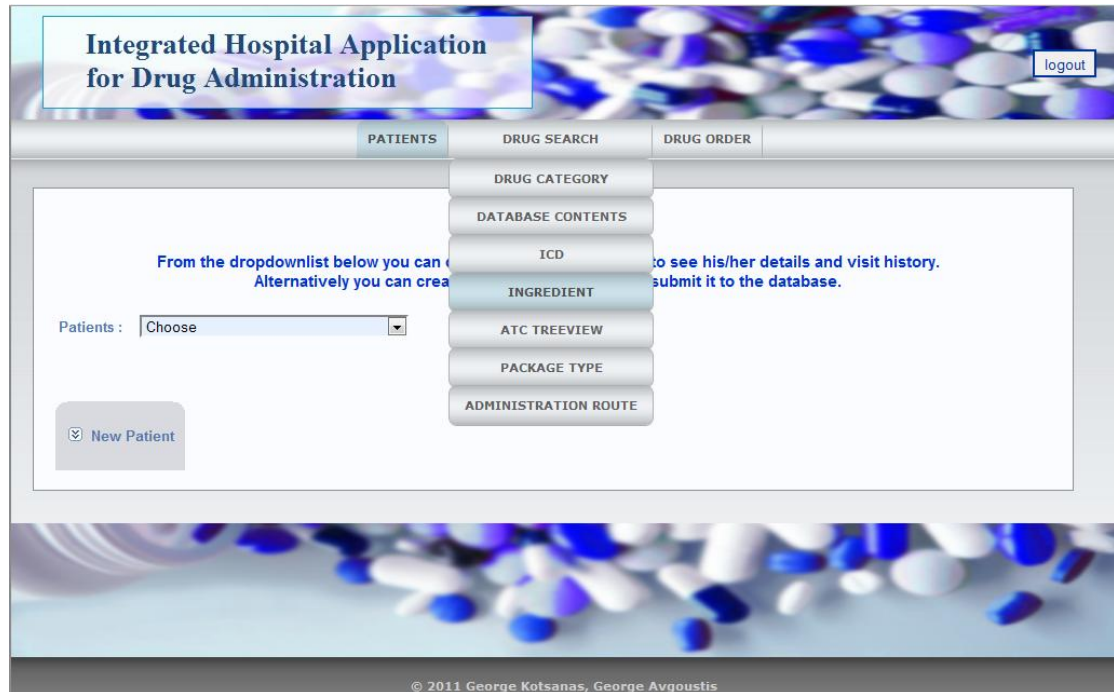 Integrated Hospital Application
for Drug Administration
logout
PATIENTS
DRUG SEARCH
DRUG ORDER
DRUG CATEGORY
DATABASE CONTENTS
ICD
INGREDIENT
ATC TREEVIEW
PACKAGE TYPE
ADMINISTRATION ROUTE
From the dropdownlist below you can to see his/her details and visit history.
Alternatively you can crea submit it to the database.
Patients : Choose
New Patient
© 2011 George Kotsanas, George Avgoustis